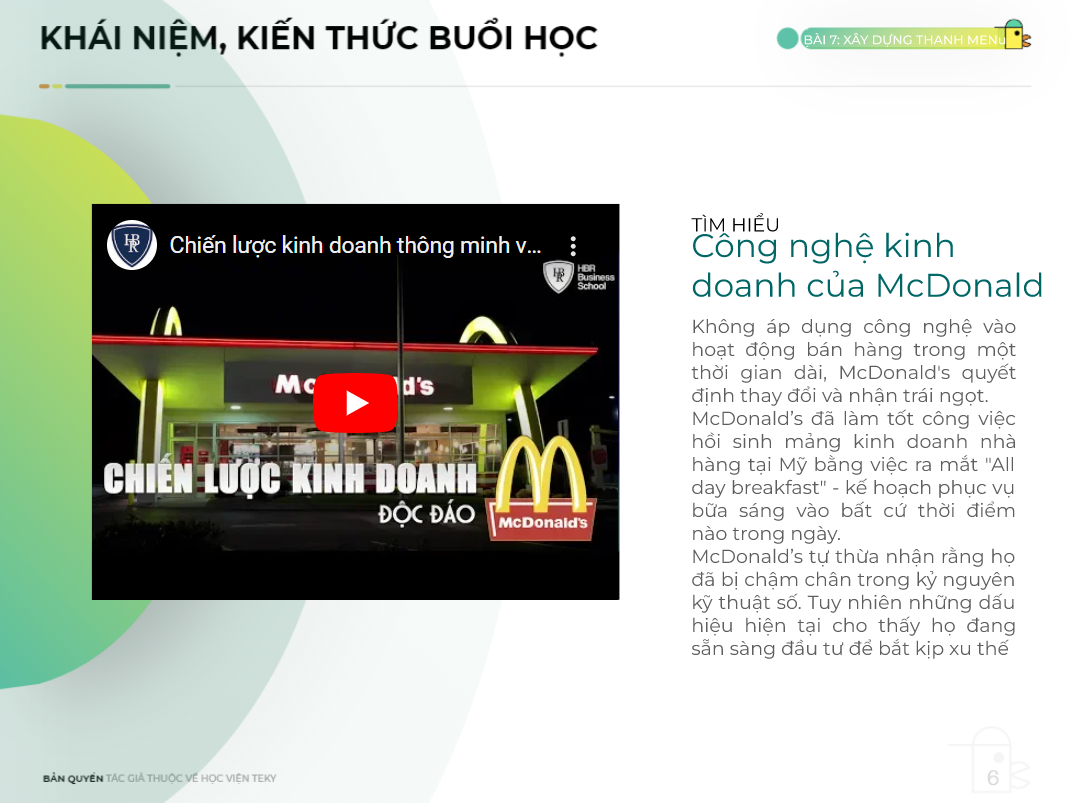 KHÁI NIỆM, KIẾN THỨC BUỔI HỌC
BÀI 7: XÂY DỰNG THANH MENU
HBR
Chiến lược kinh doanh thông minh v...
HBR
HBR
Business
School
McDonald's
CHIẾN LƯỢC KINH DOANH
ĐỘC ĐÁO
McDonald's
TÌM HIỂU
Công nghệ kinh
doanh của McDonald
Không áp dụng công nghệ vào
hoạt động bán hàng trong một
thời gian dài, McDonald's quyết
định thay đổi và nhận trái ngọt.
McDonald’s đã làm tốt công việc
hồi sinh mảng kinh doanh nhà
hàng tại Mỹ bằng việc ra mắt "All
day breakfast" - kế hoạch phục vụ
bữa sáng vào bất cứ thời điểm
nào trong ngày.
McDonald’s tự thừa nhận rằng họ
đã bị chậm chân trong kỷ nguyên
kỹ thuật số. Tuy nhiên những dấu
hiệu hiện tại cho thấy họ đang
sẵn sàng đầu tư để bắt kịp xu thế
BẢN QUYỀN TÁC GIẢ THUỘC VỀ HỌC VIỆN TEKY
6